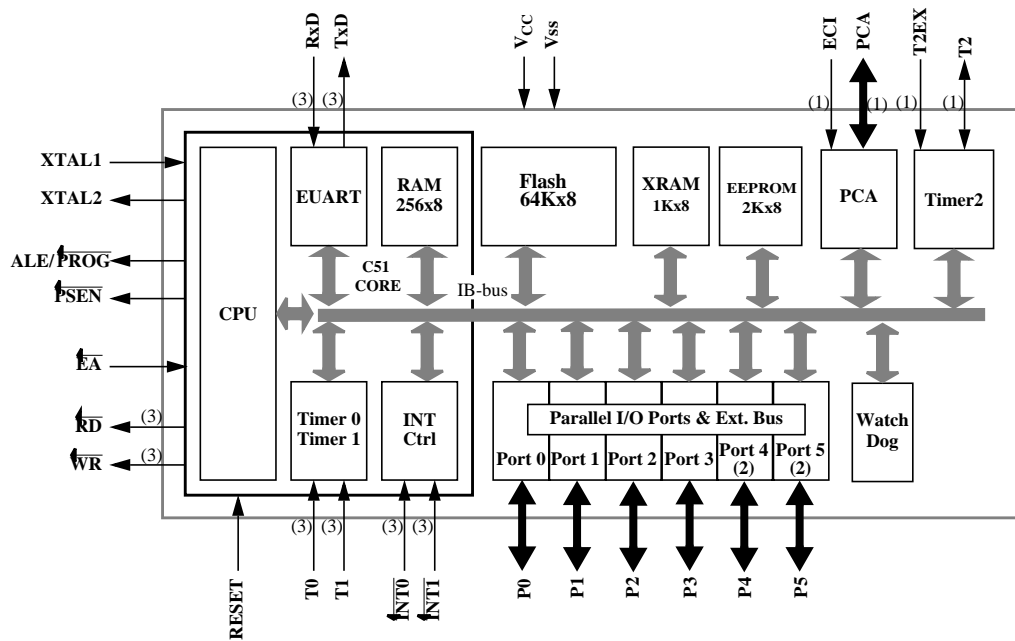 RxD
TxD
VCC
Vss
ECI
PCA
T2EX
T2
(3)
(3)
(1)
(1)
(1)
(1)
XTAL1
XTAL2
ALE/PROG
PSEN
EA
RD
(3)
WR
(3)
CPU
EUART
RAM
256x8
Flash
64Kx8
XRAM
1Kx8
EEPROM
2Kx8
PCA
Timer2
C51
CORE
IB-bus
Timer 0
Timer 1
INT
Ctrl
Parallel I/O Ports & Ext. Bus
Port 0
Port 1
Port 2
Port 3
Port 4
(2)
Port 5
(2)
Watch
Dog
(3)
(3)
(3)
(3)
RESET
T0
T1
INT0
INT1
P0
P1
P2
P3
P4
P5